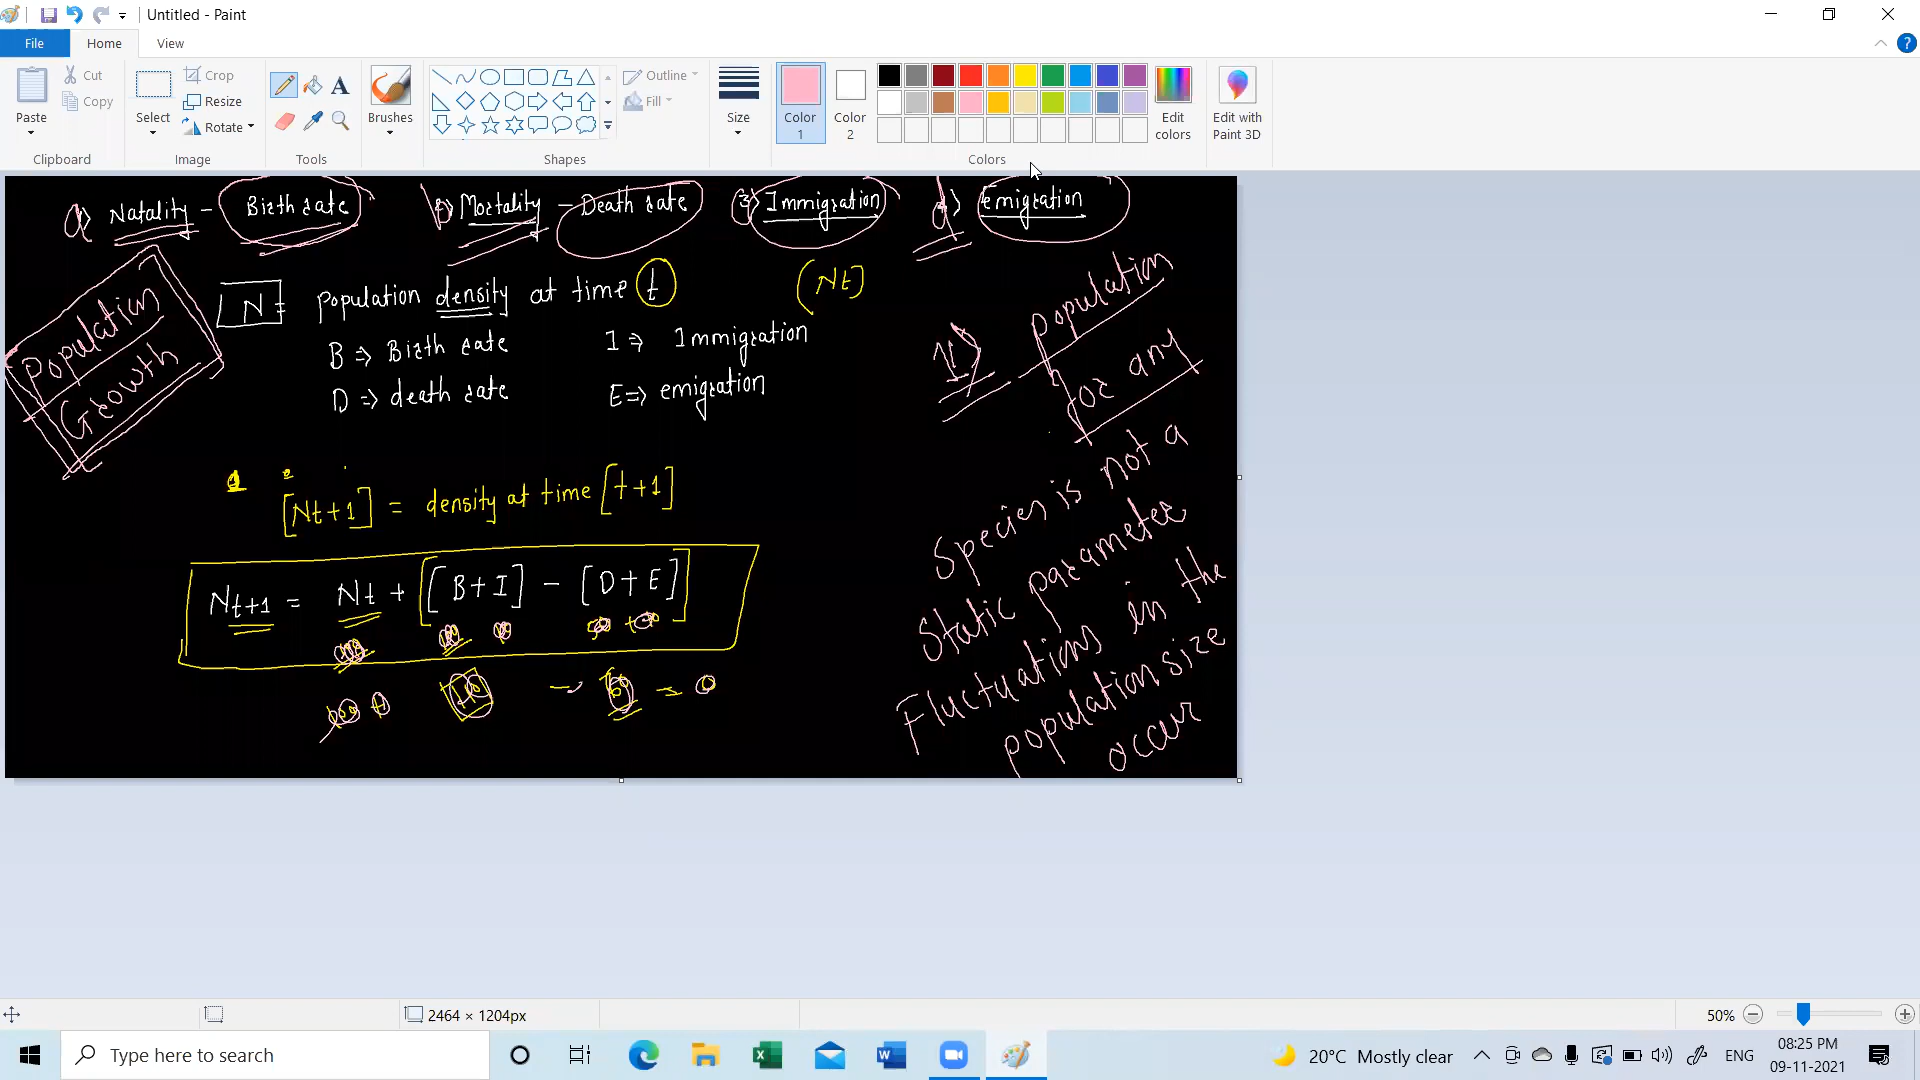 Untitled - Paint
File Home View
Paste
Cut
Copy
Clipboard
Select
Crop
Resize
Rotate
Image
Tools
Brushes
Shapes
Outline
Fill
Size
Color 1
Color 2
Colors
Edit colors
Edit with Paint 3D
a) Natality - Birth rate
b) Mortality - Death rate
3) Immigration
d) emigration
Population
Growth
N = population density at time t
(Nt]
B => Birth rate
I => Immigration
D => death rate
E => emigration
[Nt+1] = density at time [t+1]
Nt+1 = Nt + [[B+I] - [D+E]]
11) population
for any
Species is not a
Static parameter
Fluctuations in the
population size
occur
2464 × 1204px
50%
Type here to search
20°C Mostly clear
ENG
08:25 PM
09-11-2021